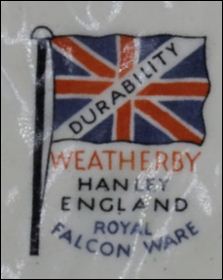 DURABILITY
WEATHERBY
HANLEY
ENGLAND
ROYAL
FALCON WARE